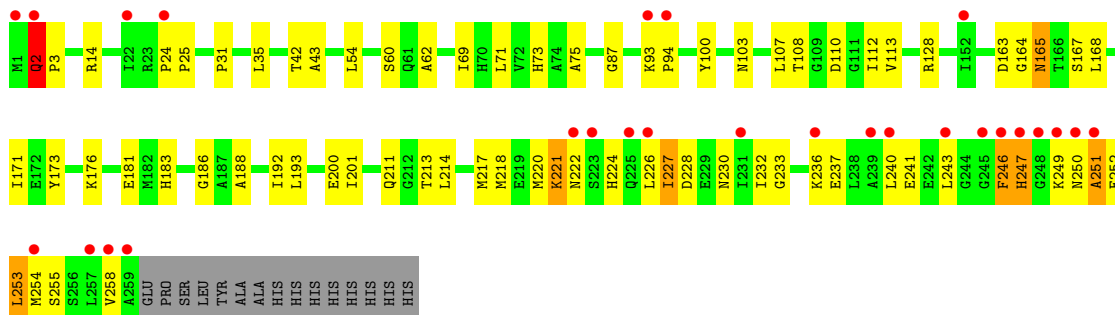 M1 Q2 P3 R14 I22 R23 P24 P25 P31 L35 T42 A43 L54 S60 Q61 A62 I69 H70 L71 V72 H73 A74 A75 G87 K93 P94 Y100 N103 L107 T108 G109 D110 G111 I112 V113 R128 I152 D163 G164 N165 T166 S167 L168
I171 E172 Y173 K176 E181 M182 H183 G186 A187 A188 I192 L193 E200 I201 Q211 G212 T213 L214 M217 M218 E219 M220 K221 N222 S223 H224 Q225 L226 I227 D228 E229 N230 I231 I232 G233 K236 E237 L238 A239 L240 E241 E242 L243 G244 G245 F246 H247 G248 K249 N250 A251
L253 M254 S255 S256 L257 V258 A259 GLU PRO SER LEU TYR ALA ALA HIS HIS HIS HIS HIS HIS HIS HIS